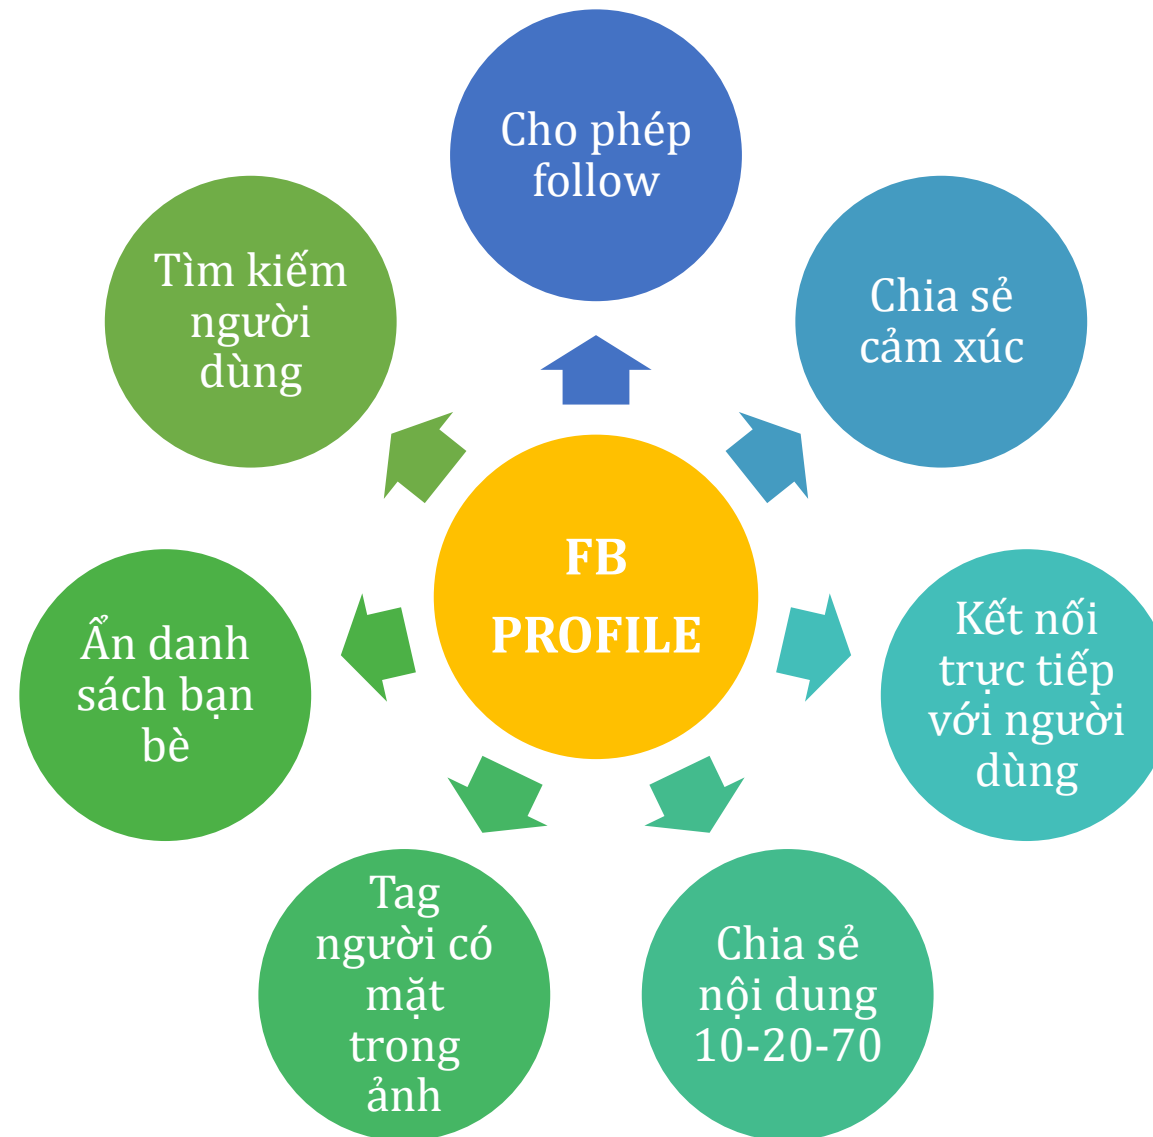 Cho phép
follow
Chia sẻ
cảm xúc
Kết nối
trực tiếp
với người
dùng
Chia sẻ
nội dung
10-20-70
Tag
người có
mặt
trong
ảnh
Ẩn danh
sách bạn
bè
Tìm kiếm
người
dùng
FB
PROFILE